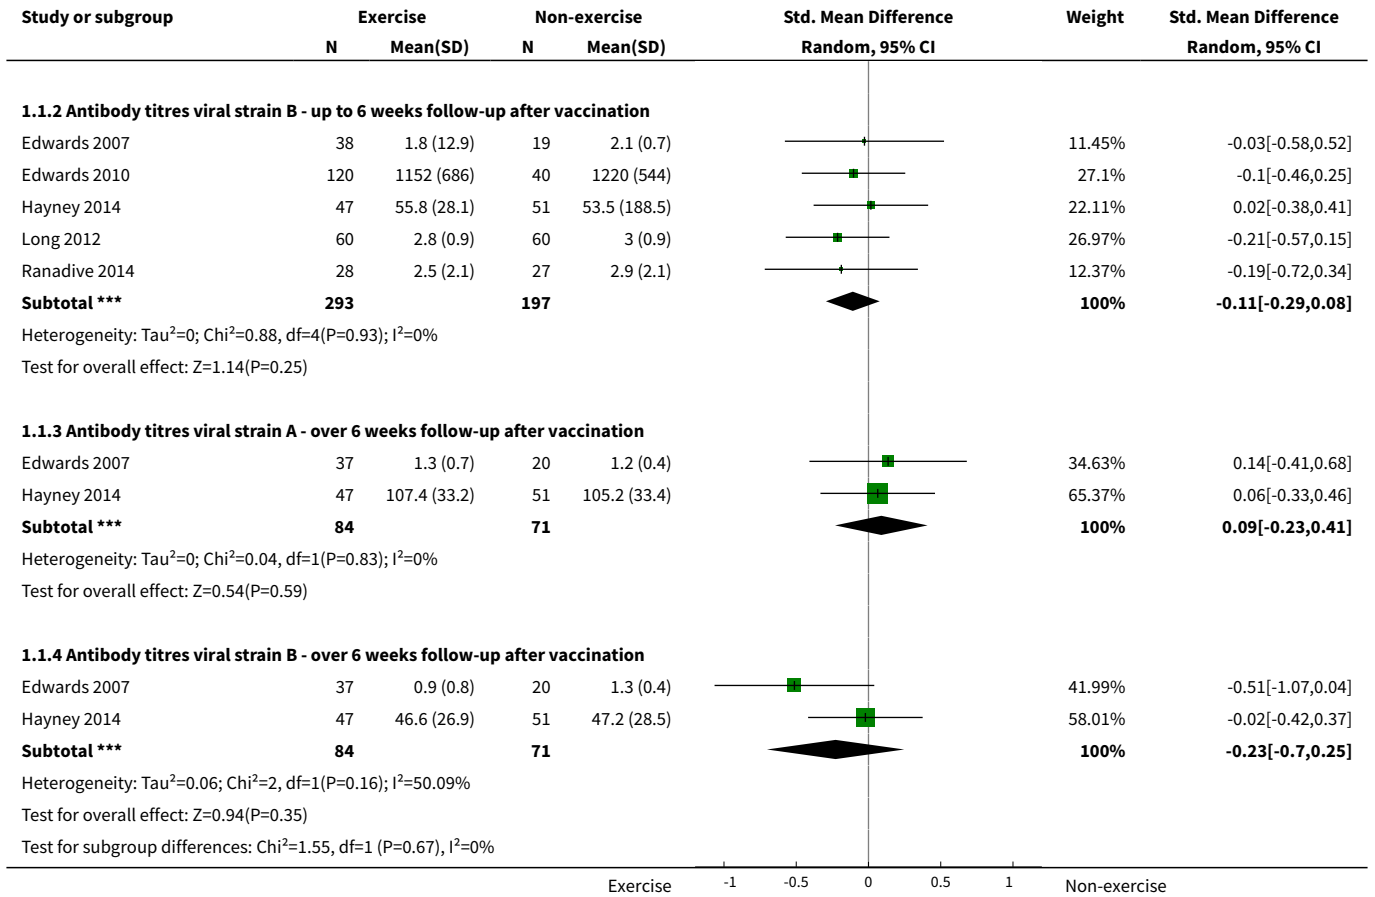 Study or subgroup Exercise Non-exercise Std. Mean Difference Weight Std. Mean Difference
N Mean(SD) N Mean(SD) Random, 95% CI Random, 95% CI
1.1.2 Antibody titres viral strain B - up to 6 weeks follow-up after vaccination
Edwards 2007 38 1.8 (12.9) 19 2.1 (0.7) 11.45% -0.03[-0.58,0.52]
Edwards 2010 120 1152 (686) 40 1220 (544) 27.1% -0.1[-0.46,0.25]
Hayney 2014 47 55.8 (28.1) 51 53.5 (188.5) 22.11% 0.02[-0.38,0.41]
Long 2012 60 2.8 (0.9) 60 3 (0.9) 26.97% -0.21[-0.57,0.15]
Ranadive 2014 28 2.5 (2.1) 27 2.9 (2.1) 12.37% -0.19[-0.72,0.34]
Subtotal *** 293 197 100% -0.11[-0.29,0.08]
Heterogeneity: Tau²=0; Chi²=0.88, df=4(P=0.93); I²=0%
Test for overall effect: Z=1.14(P=0.25)
1.1.3 Antibody titres viral strain A - over 6 weeks follow-up after vaccination
Edwards 2007 37 1.3 (0.7) 20 1.2 (0.4) 34.63% 0.14[-0.41,0.68]
Hayney 2014 47 107.4 (33.2) 51 105.2 (33.4) 65.37% 0.06[-0.33,0.46]
Subtotal *** 84 71 100% 0.09[-0.23,0.41]
Heterogeneity: Tau²=0; Chi²=0.04, df=1(P=0.83); I²=0%
Test for overall effect: Z=0.54(P=0.59)
1.1.4 Antibody titres viral strain B - over 6 weeks follow-up after vaccination
Edwards 2007 37 0.9 (0.8) 20 1.3 (0.4) 41.99% -0.51[-1.07,0.04]
Hayney 2014 47 46.6 (26.9) 51 47.2 (28.5) 58.01% -0.02[-0.42,0.37]
Subtotal *** 84 71 100% -0.23[-0.7,0.25]
Heterogeneity: Tau²=0.06; Chi²=2, df=1(P=0.16); I²=50.09%
Test for overall effect: Z=0.94(P=0.35)
Test for subgroup differences: Chi²=1.55, df=1 (P=0.67), I²=0%
Exercise -1 -0.5 0 0.5 1 Non-exercise